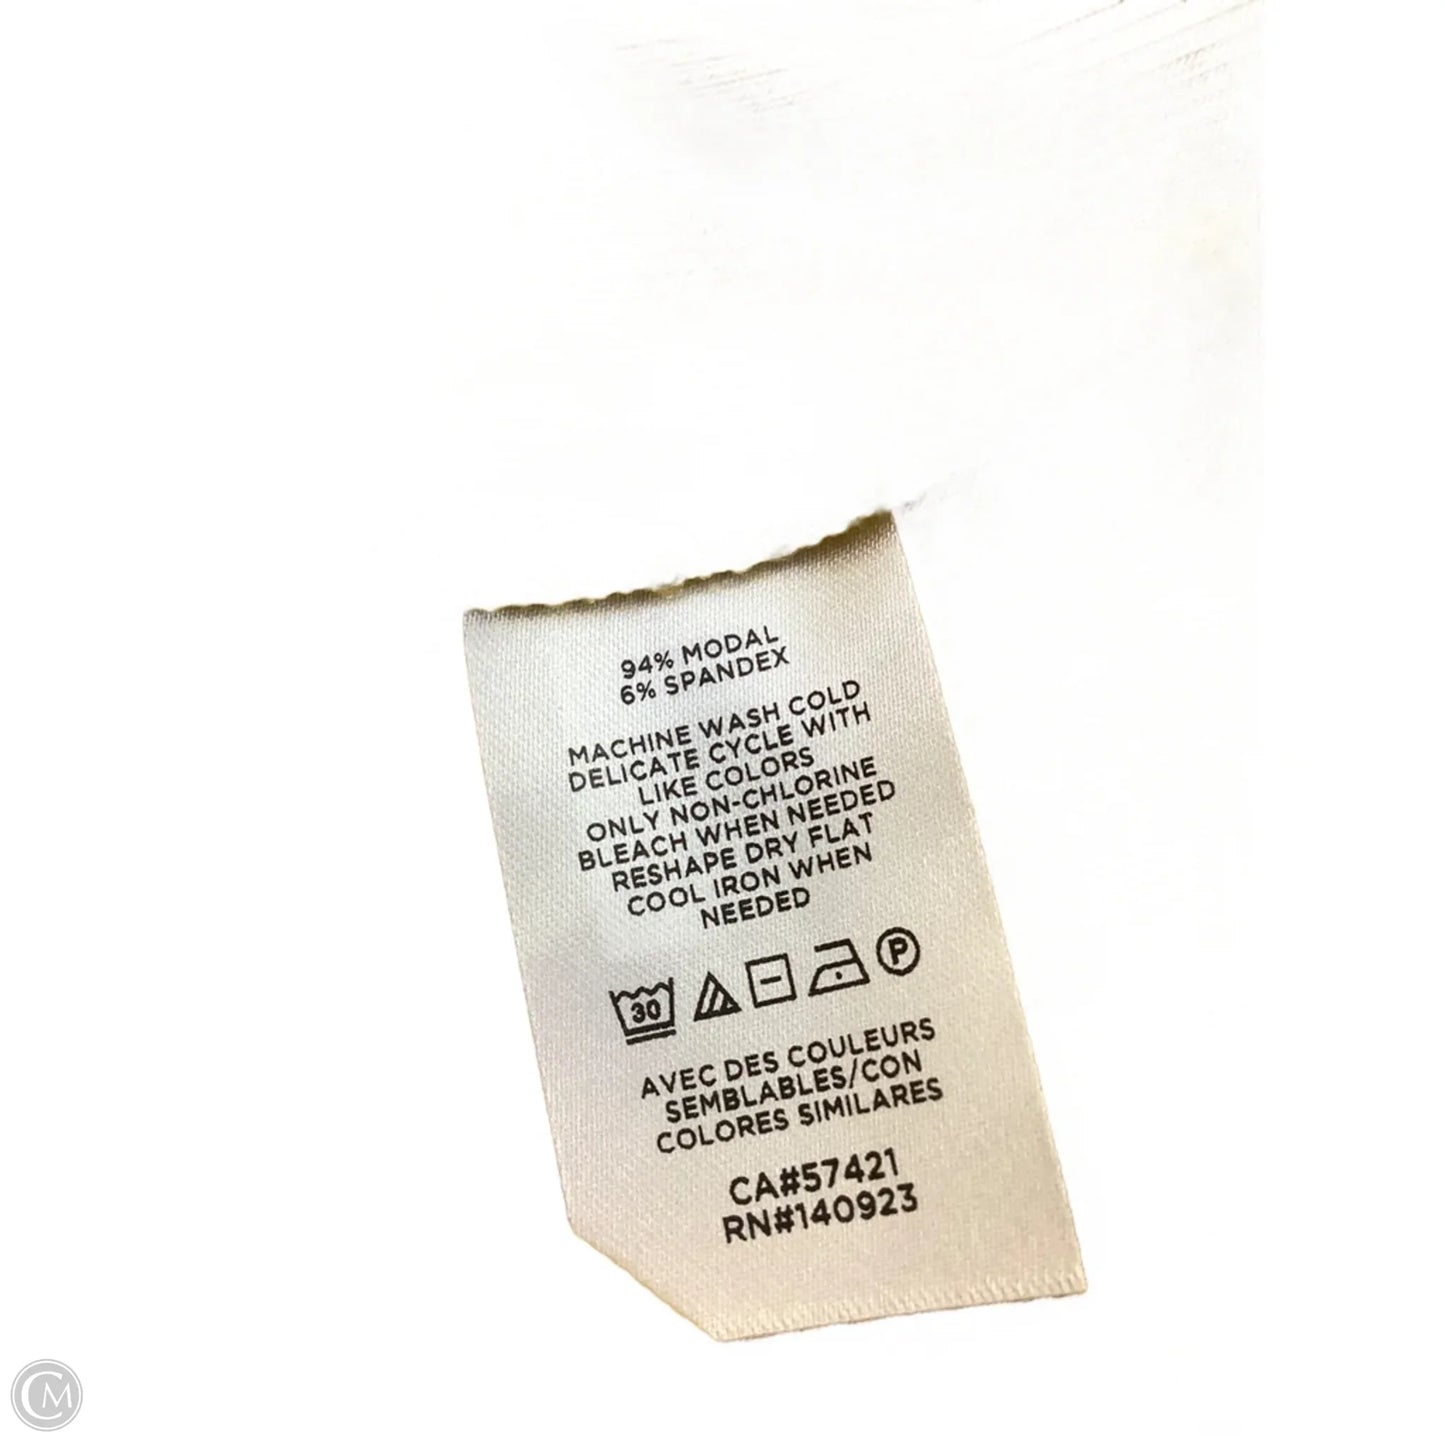 94% MODAL
6% SPANDEX
MACHINE WASH COLD
DELICATE CYCLE WITH
LIKE COLORS
ONLY NON-CHLORINE
BLEACH WHEN NEEDED
RESHAPE DRY FLAT
COOL IRON WHEN
NEEDED
30 P
AVEC DES COULEURS
SEMBLABLES/CON
COLORES SIMILARES
CA#57421
RN#140923
CM